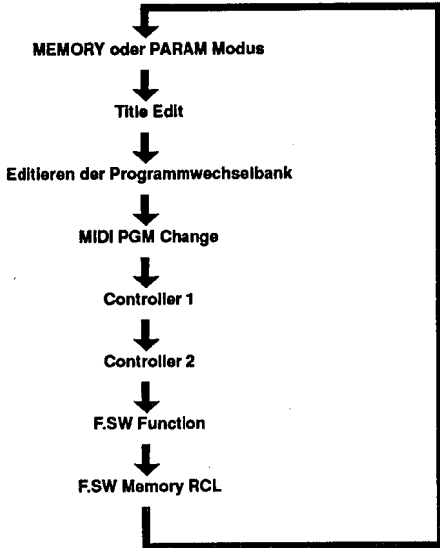 MEMORY oder PARAM Modus
Title Edit
Editieren der Programmwechselbank
MIDI PGM Change
Controller 1
Controller 2
F.SW Function
F.SW Memory RCL